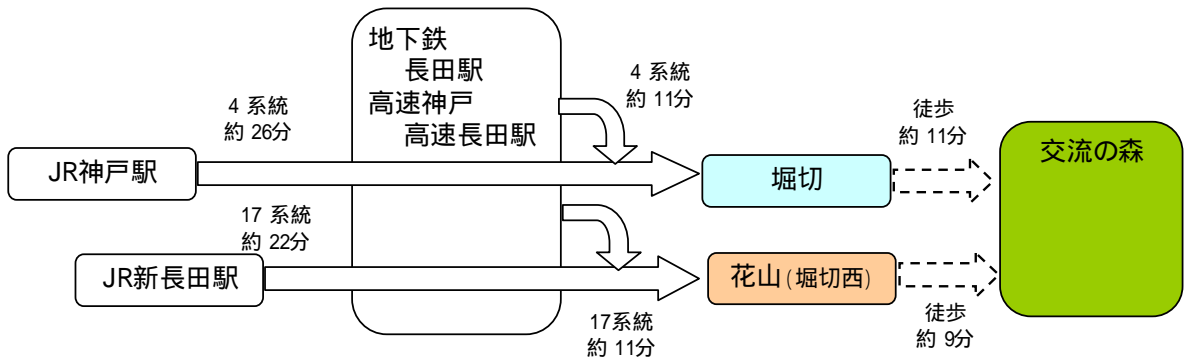 地下鉄
長田駅
高速神戸
高速長田駅
4 系統
約 26分
4 系統
約 11分
徒歩
約 11分
JR神戸駅
堀切
交流の森
17 系統
約 22分
JR新長田駅
花山(堀切西)
17系統
約 11分
徒歩
約 9分